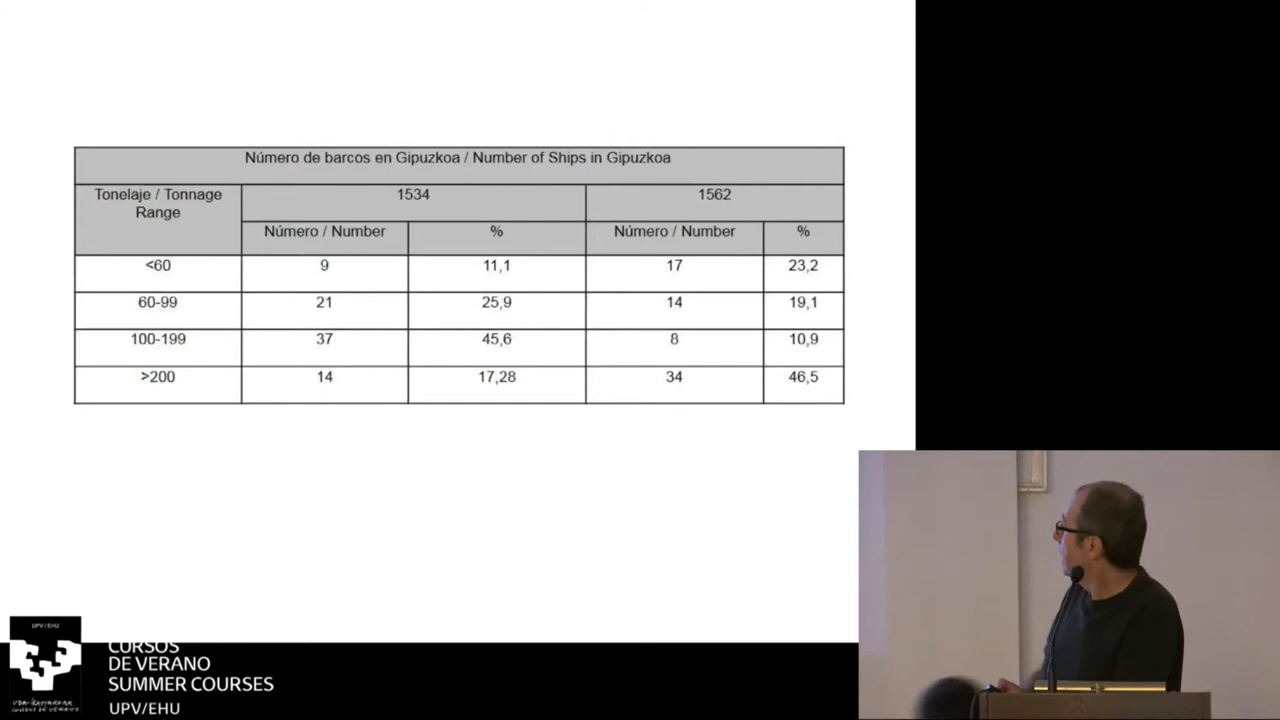 Número de barcos en Gipuzkoa / Number of Ships in Gipuzkoa
Tonelaje / Tonnage Range 1534 1562
Número / Number % Número / Number %
<60 9 11,1 17 23,2
60-99 21 25,9 14 19,1
100-199 37 45,6 8 10,9
>200 14 17,28 34 46,5
UPV/EHU
CURSOS
DE VERANO
SUMMER COURSES
UPV/EHU